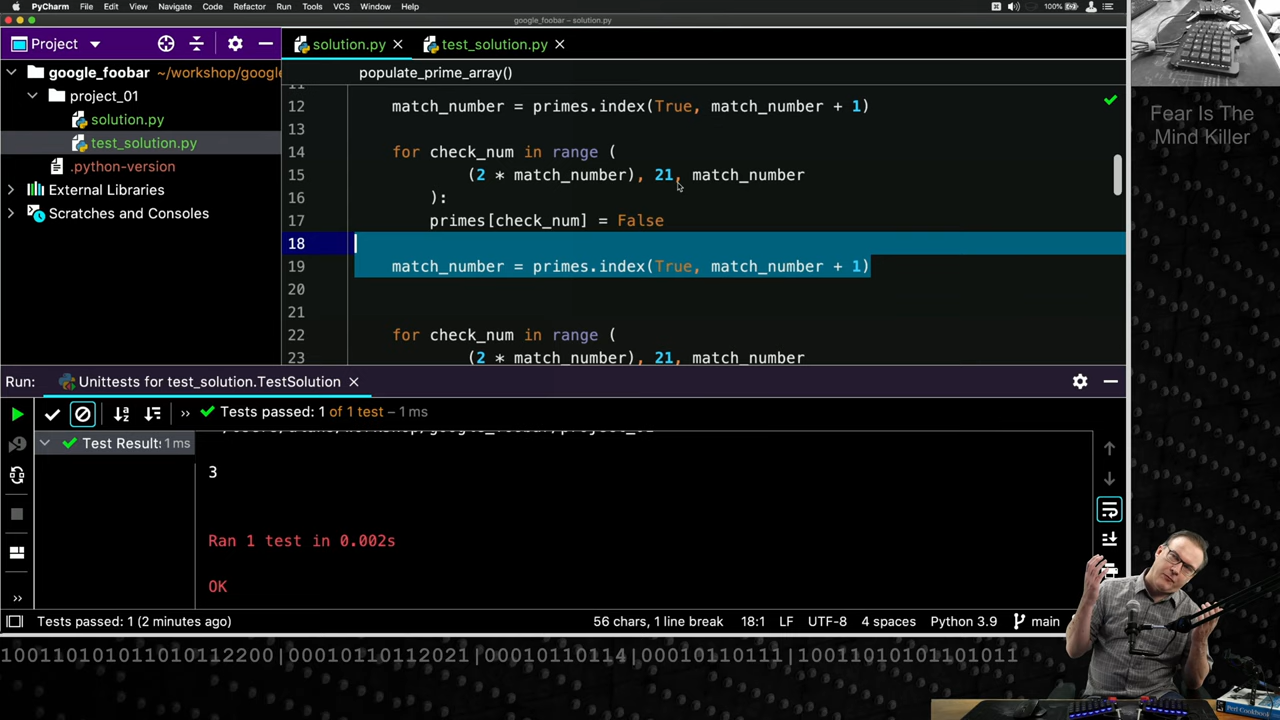 PyCharm File Edit View Navigate Code Refactor Run Tools VCS Window Help 100%
google_foobar – solution.py
Project solution.py test_solution.py
google_foobar ~/workshop/google populate_prime_array()
project_01
solution.py
test_solution.py
.python-version
External Libraries
Scratches and Consoles
11
12 match_number = primes.index(True, match_number + 1)
13
14 for check_num in range (
15 (2 * match_number), 21, match_number
16 ):
17 primes[check_num] = False
18
19 match_number = primes.index(True, match_number + 1)
20
21
22 for check_num in range (
23 (2 * match_number), 21, match_number
Fear Is The
Mind Killer
Run: Unittests for test_solution.TestSolution
Tests passed: 1 of 1 test – 1 ms
Test Results 1 ms
3
Ran 1 test in 0.002s
OK
Tests passed: 1 (2 minutes ago) 56 chars, 1 line break 18:1 LF UTF-8 4 spaces Python 3.9 main
Perl Cookbook